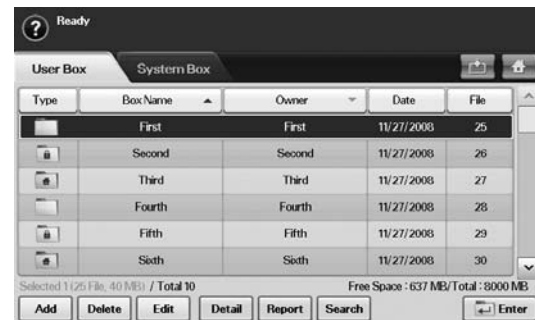 ? Ready
User Box System Box
Type Box Name Owner Date File
First First 11/27/2008 25
Second Second 11/27/2008 26
Third Third 11/27/2008 27
Fourth Fourth 11/27/2008 28
Fifth Fifth 11/27/2008 29
Sixth Sixth 11/27/2008 30
Selected 1 (25 File, 40 MB) / Total 10 Free Space : 637 MB/Total : 8000 MB
Add Delete Edit Detail Report Search Enter